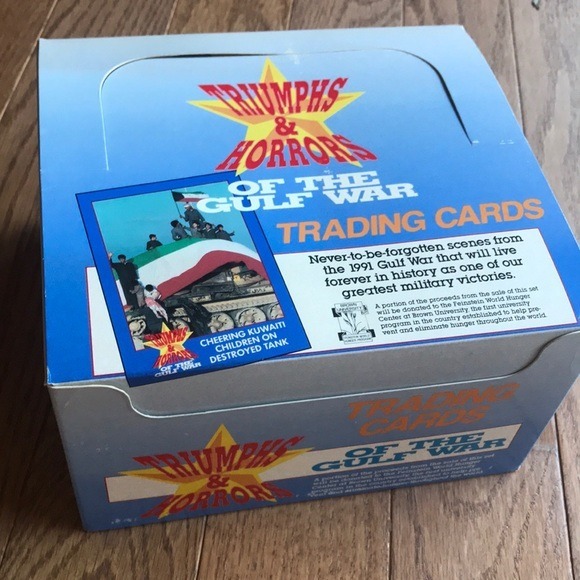 TRIUMPHS
&
HORRORS
OF THE
GULF WAR
TRADING CARDS
Never-to-be-forgotten scenes from
the 1991 Gulf War that will live
forever in history as one of our
greatest military victories.
A portion of the proceeds from the sale of this set
will be donated to the Feinstein World Hunger
Center at Brown University, the first university
program in the country established to help pre-
vent and eliminate hunger throughout the world.
TRIUMPHS
&
HORRORS
OF THE
GULF WAR
CHEERING KUWAITI
CHILDREN ON
DESTROYED TANK
TRADING
CARDS
TRIUMPHS
&
HORRORS
OF THE
GULF WAR